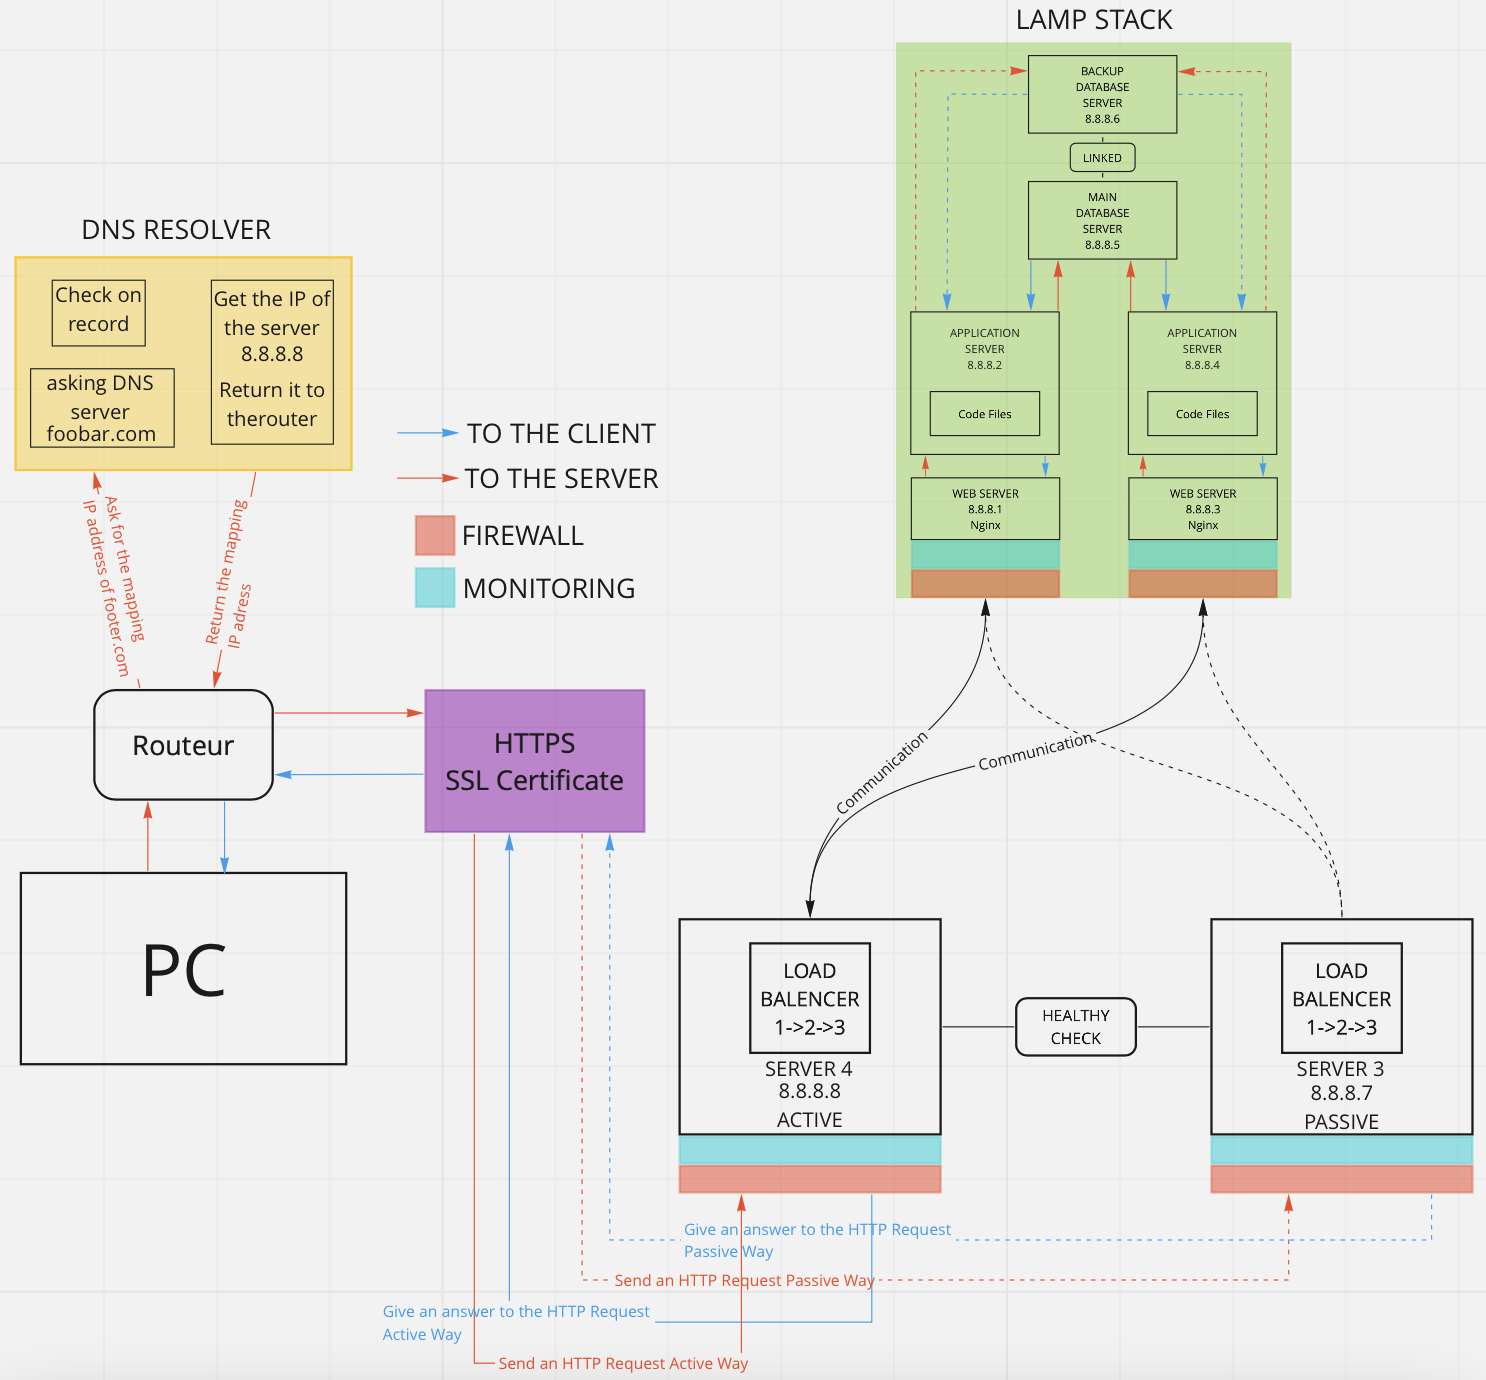 LAMP STACK
BACKUP
DATABASE
SERVER
8.8.8.6
LINKED
MAIN
DATABASE
SERVER
8.8.8.5
APPLICATION
SERVER
8.8.8.2
Code Files
APPLICATION
SERVER
8.8.8.4
Code Files
WEB SERVER
8.8.8.1
Nginx
WEB SERVER
8.8.8.3
Nginx
DNS RESOLVER
Check on
record
asking DNS
server
foobar.com
Get the IP of
the server
8.8.8.8
Return it to
therouter
TO THE CLIENT
TO THE SERVER
FIREWALL
MONITORING
Ask for the mapping
IP address of footer.com
Return the mapping
IP adress
Routeur
HTTPS
SSL Certificate
PC
Communication
Communication
LOAD
BALENCER
1->2->3
SERVER 4
8.8.8.8
ACTIVE
HEALTHY
CHECK
LOAD
BALENCER
1->2->3
SERVER 3
8.8.8.7
PASSIVE
Give an answer to the HTTP Request
Passive Way
Send an HTTP Request Passive Way
Give an answer to the HTTP Request
Active Way
Send an HTTP Request Active Way